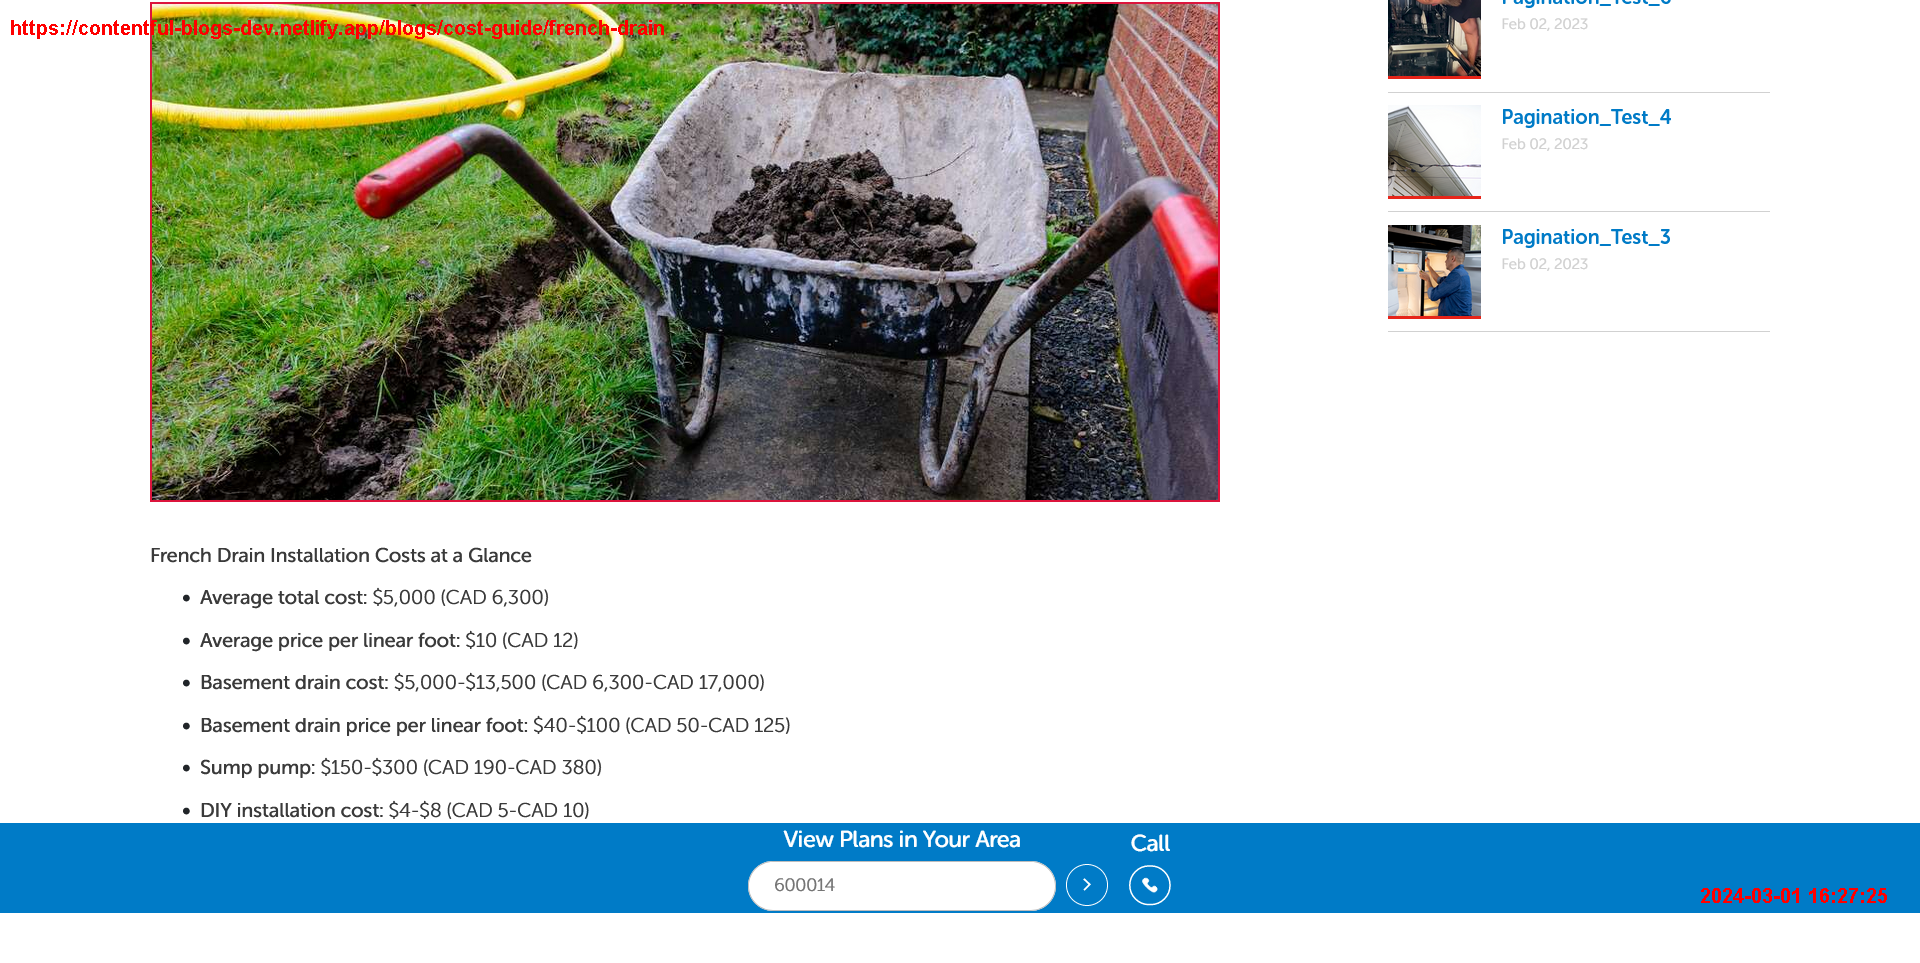 https://contentful-blogs-dev.netlify.app/blogs/cost-guide/french-drain
Feb 02, 2023
Pagination_Test_4
Feb 02, 2023
Pagination_Test_3
Feb 02, 2023
French Drain Installation Costs at a Glance
Average total cost: $5,000 (CAD 6,300)
Average price per linear foot: $10 (CAD 12)
Basement drain cost: $5,000-$13,500 (CAD 6,300-CAD 17,000)
Basement drain price per linear foot: $40-$100 (CAD 50-CAD 125)
Sump pump: $150-$300 (CAD 190-CAD 380)
DIY installation cost: $4-$8 (CAD 5-CAD 10)
View Plans in Your Area
Call
600014
2024-03-01 16:27:25